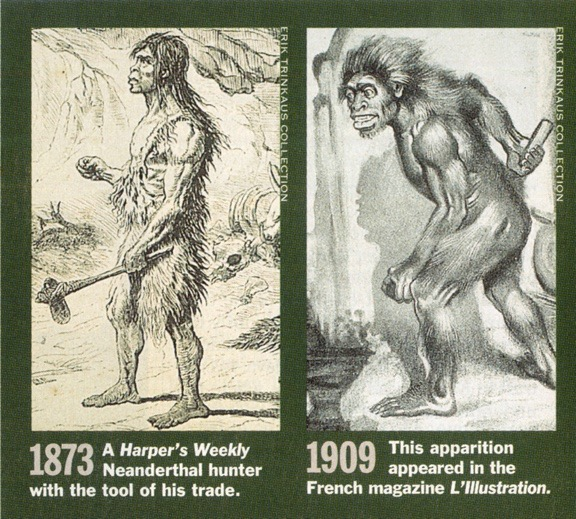 ERIK TRINKAUS COLLECTION
ERIK TRINKAUS COLLECTION
1873 A Harper's Weekly
Neanderthal hunter
with the tool of his trade.
1909 This apparition
appeared in the
French magazine L'Illustration.